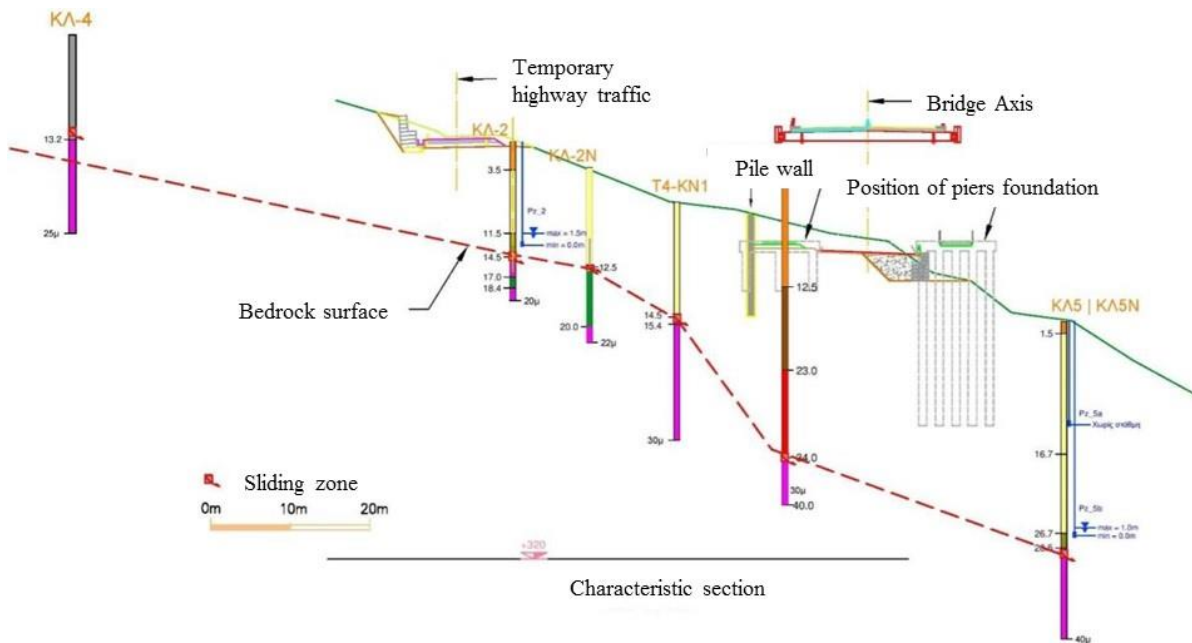 ΚΛ-4
13.2
25μ
Temporary
highway traffic
ΚΛ-2
3.5
Pz_2
11.5
max = 1.5m
min = 0.0m
14.5
17.0
18.4
20μ
ΚΛ-2N
12.5
20.0
22μ
T4-KN1
14.5
15.4
30μ
Pile wall
Bridge Axis
Position of piers foundation
12.5
23.0
34.0
30μ
40.0
ΚΛ5 | ΚΛ5N
1.5
Pz_5a
Χωρίς στάθμη
16.7
Pz_5b
26.7
max = 1.0m
min = 0.0m
40μ
Bedrock surface
Sliding zone
0m
10m
20m
+320
Characteristic section